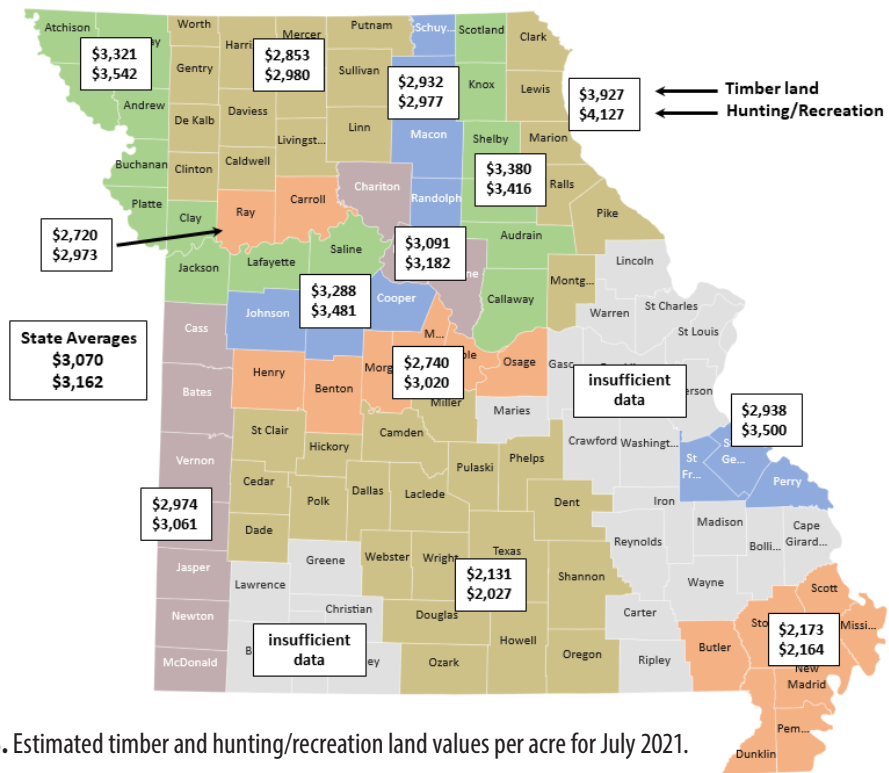 Atchison
Worth
Mercer
Putnam
Schuy...
Scotland
Clark
$3,321
$3,542
$2,853
$2,980
Gentry
Sullivan
$2,932
$2,977
Knox
Lewis
$3,927
$4,127
Timber land
Hunting/Recreation
Andrew
De Kalb
Daviess
Livingst...
Linn
Macon
Shelby
Marion
Buchanan
Clinton
Caldwell
Chariton
Randolph
$3,380
$3,416
Ralls
Platte
Clay
Ray
Carroll
Pike
$2,720
$2,973
Saline
$3,091
$3,182
Audrain
Lincoln
Jackson
Lafayette
Callaway
Montg...
Warren
St Charles
St Louis
State Averages
$3,070
$3,162
Cass
Johnson
$3,288
$3,481
Cooper
M...
Henry
Benton
$2,740
$3,020
Osage
insufficient
data
Bates
Miller
Maries
$2,938
$3,500
St Clair
Hickory
Camden
Crawford
Washingt...
St
Fr...
Ge...
Perry
Vernon
Cedar
Polk
Dallas
Laclede
Pulaski
Phelps
Dent
Iron
$2,974
$3,061
Dade
Reynolds
Madison
Bolli...
Cape
Girard...
Jasper
Lawrence
Greene
Webster
Wright
Texas
Shannon
Wayne
$2,131
$2,027
Scott
Newton
Christian
Douglas
Carter
$2,173
$2,164
Missi...
insufficient
data
McDonald
Ozark
Howell
Oregon
Ripley
Butler
New
Madrid
Pem...
Dunklin
Estimated timber and hunting/recreation land values per acre for July 2021.